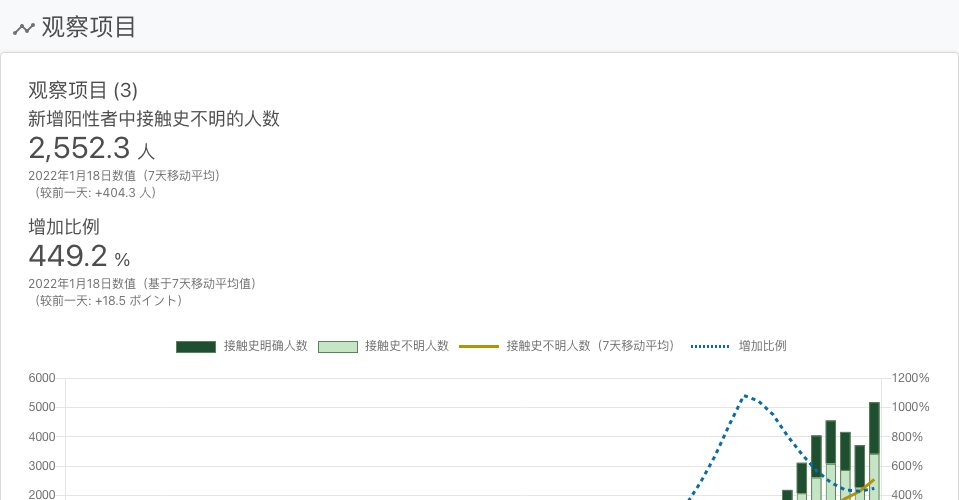 观察项目
观察项目 (3)
新增阳性者中接触史不明的人数
2,552.3 人
2022年1月18日数值（7天移动平均）
（较前一天: +404.3 人）
增加比例
449.2 %
2022年1月18日数值（基于7天移动平均值）
（较前一天: +18.5 ポイント）
接触史明确人数 接触史不明人数 接触史不明人数（7天移动平均） 增加比例
6000 1200%
5000 1000%
4000 800%
3000 600%
2000 400%